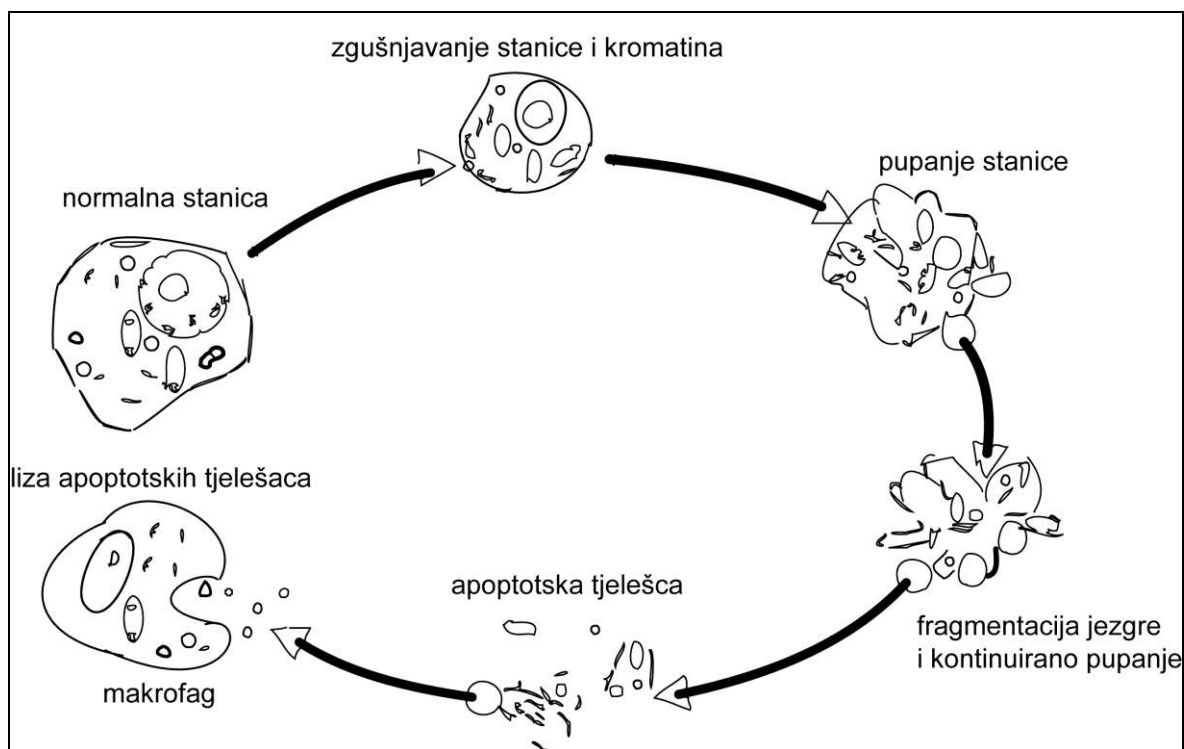 zgušnjavanje stanice i kromatina
pupanje stanice
normalna stanica
liza apoptotskih tjelešaca
apoptotska tjelešca
fragmentacija jezgre
i kontinuirano pupanje
makrofag